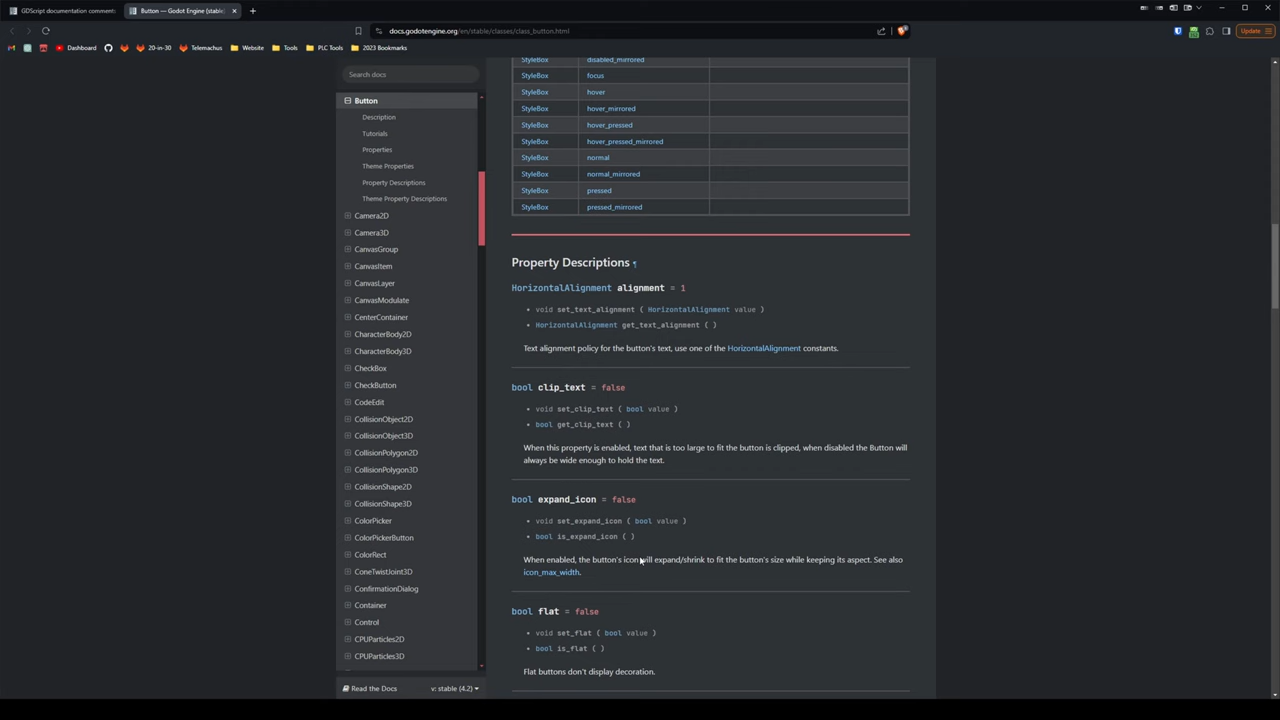 GDScript documentation comment
Button — Godot Engine (stable)
docs.godotengine.org/en/stable/classes/class_button.html
Update
Dashboard
20-in-30
Telemachus
Website
Tools
PLC Tools
2023 Bookmarks
Search docs
Button
Description
Tutorials
Properties
Theme Properties
Property Descriptions
Theme Property Descriptions
Camera2D
Camera3D
CanvasGroup
CanvasItem
CanvasLayer
CanvasModulate
CenterContainer
CharacterBody2D
CharacterBody3D
CheckBox
CheckButton
CodeEdit
CollisionObject2D
CollisionObject3D
CollisionPolygon2D
CollisionPolygon3D
CollisionShape2D
CollisionShape3D
ColorPicker
ColorPickerButton
ColorRect
ConeTwistJoint3D
ConfirmationDialog
Container
Control
CPUParticles2D
CPUParticles3D
Read the Docs
v: stable (4.2)
StyleBox disabled_mirrored
StyleBox focus
StyleBox hover
StyleBox hover_mirrored
StyleBox hover_pressed
StyleBox hover_pressed_mirrored
StyleBox normal
StyleBox normal_mirrored
StyleBox pressed
StyleBox pressed_mirrored
Property Descriptions ¶
HorizontalAlignment alignment = 1
• void set_text_alignment ( HorizontalAlignment value )
• HorizontalAlignment get_text_alignment ( )
Text alignment policy for the button's text, use one of the HorizontalAlignment constants.
bool clip_text = false
• void set_clip_text ( bool value )
• bool get_clip_text ( )
When this property is enabled, text that is too large to fit the button is clipped, when disabled the Button will
always be wide enough to hold the text.
bool expand_icon = false
• void set_expand_icon ( bool value )
• bool is_expand_icon ( )
When enabled, the button's icon will expand/shrink to fit the button's size while keeping its aspect. See also
icon_max_width.
bool flat = false
• void set_flat ( bool value )
• bool is_flat ( )
Flat buttons don't display decoration.